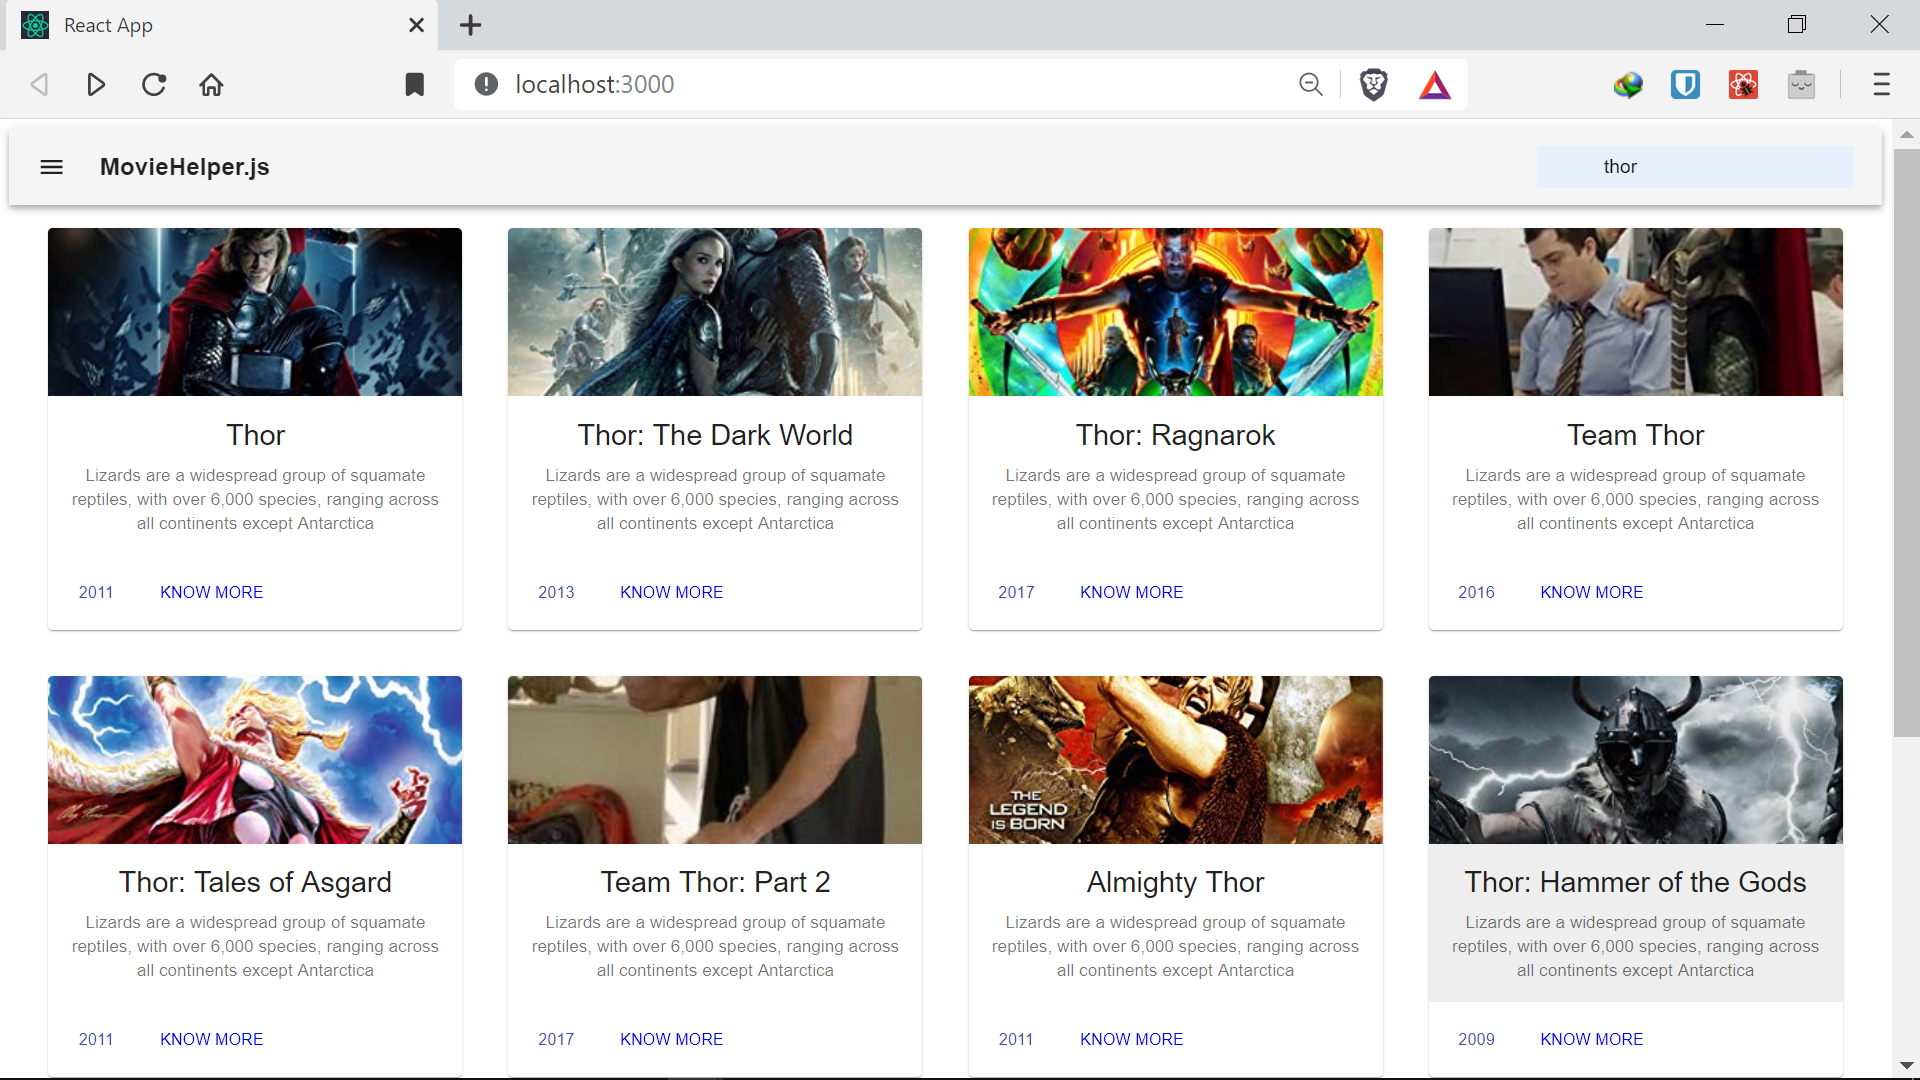 React App
localhost:3000
MovieHelper.js
thor
Thor
Lizards are a widespread group of squamate
reptiles, with over 6,000 species, ranging across
all continents except Antarctica
2011 KNOW MORE
Thor: The Dark World
Lizards are a widespread group of squamate
reptiles, with over 6,000 species, ranging across
all continents except Antarctica
2013 KNOW MORE
Thor: Ragnarok
Lizards are a widespread group of squamate
reptiles, with over 6,000 species, ranging across
all continents except Antarctica
2017 KNOW MORE
Team Thor
Lizards are a widespread group of squamate
reptiles, with over 6,000 species, ranging across
all continents except Antarctica
2016 KNOW MORE
Thor: Tales of Asgard
Lizards are a widespread group of squamate
reptiles, with over 6,000 species, ranging across
all continents except Antarctica
2011 KNOW MORE
Team Thor: Part 2
Lizards are a widespread group of squamate
reptiles, with over 6,000 species, ranging across
all continents except Antarctica
2017 KNOW MORE
THE
LEGEND
IS BORN
Almighty Thor
Lizards are a widespread group of squamate
reptiles, with over 6,000 species, ranging across
all continents except Antarctica
2011 KNOW MORE
Thor: Hammer of the Gods
Lizards are a widespread group of squamate
reptiles, with over 6,000 species, ranging across
all continents except Antarctica
2009 KNOW MORE